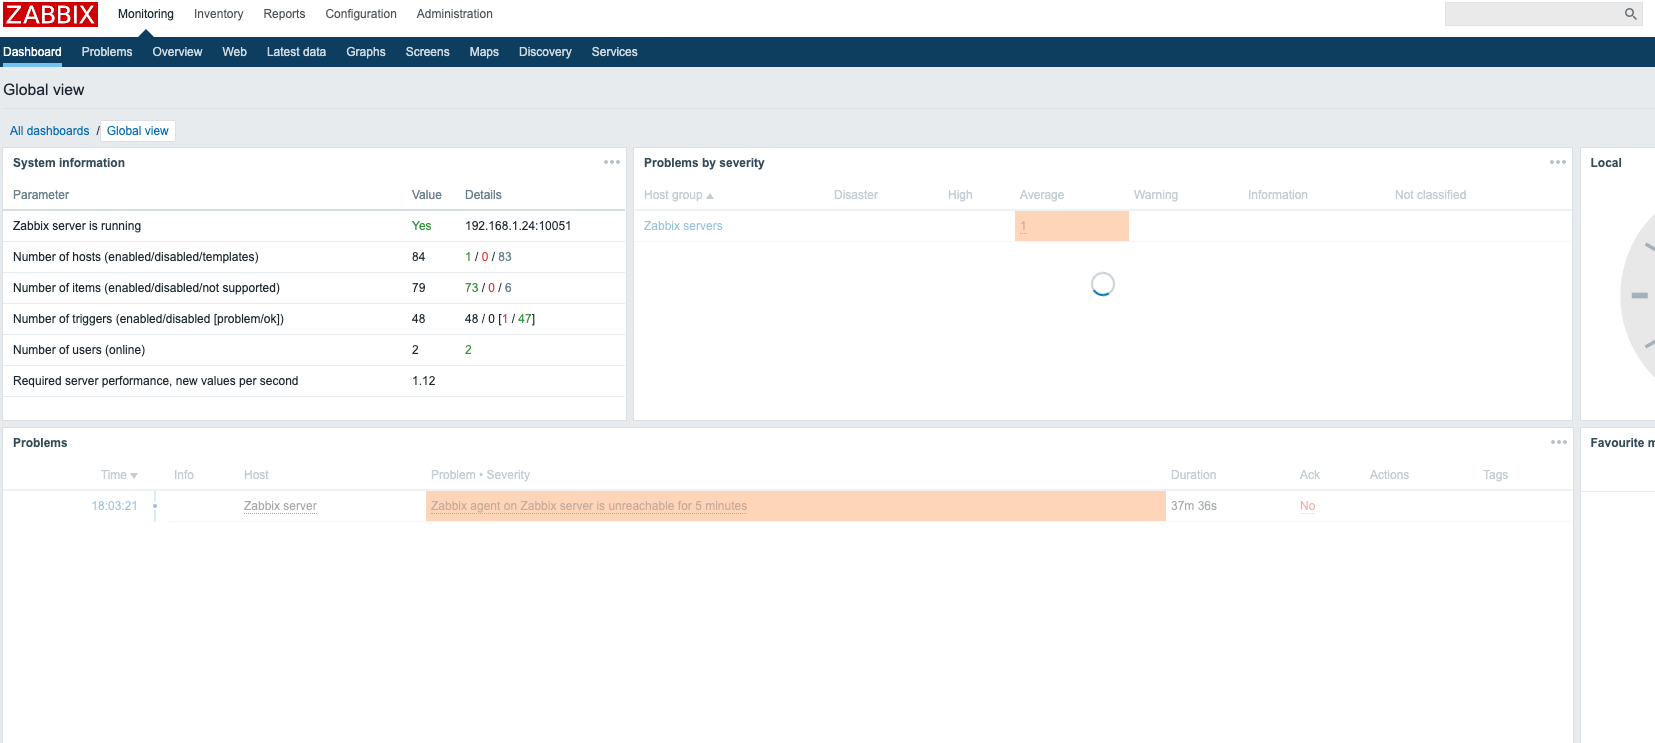 ZABBIX Monitoring Inventory Reports Configuration Administration
Dashboard Problems Overview Web Latest data Graphs Screens Maps Discovery Services
Global view
All dashboards / Global view
System information
Parameter Value Details
Zabbix server is running Yes 192.168.1.24:10051
Number of hosts (enabled/disabled/templates) 84 1 / 0 / 83
Number of items (enabled/disabled/not supported) 79 73 / 0 / 6
Number of triggers (enabled/disabled [problem/ok]) 48 48 / 0 [1 / 47]
Number of users (online) 2 2
Required server performance, new values per second 1.12
Problems by severity
Host group Disaster High Average Warning Information Not classified
Zabbix servers 1
Local
Problems
Time Info Host Problem • Severity Duration Ack Actions Tags
18:03:21 Zabbix server Zabbix agent on Zabbix server is unreachable for 5 minutes 37m 36s No
Favourite